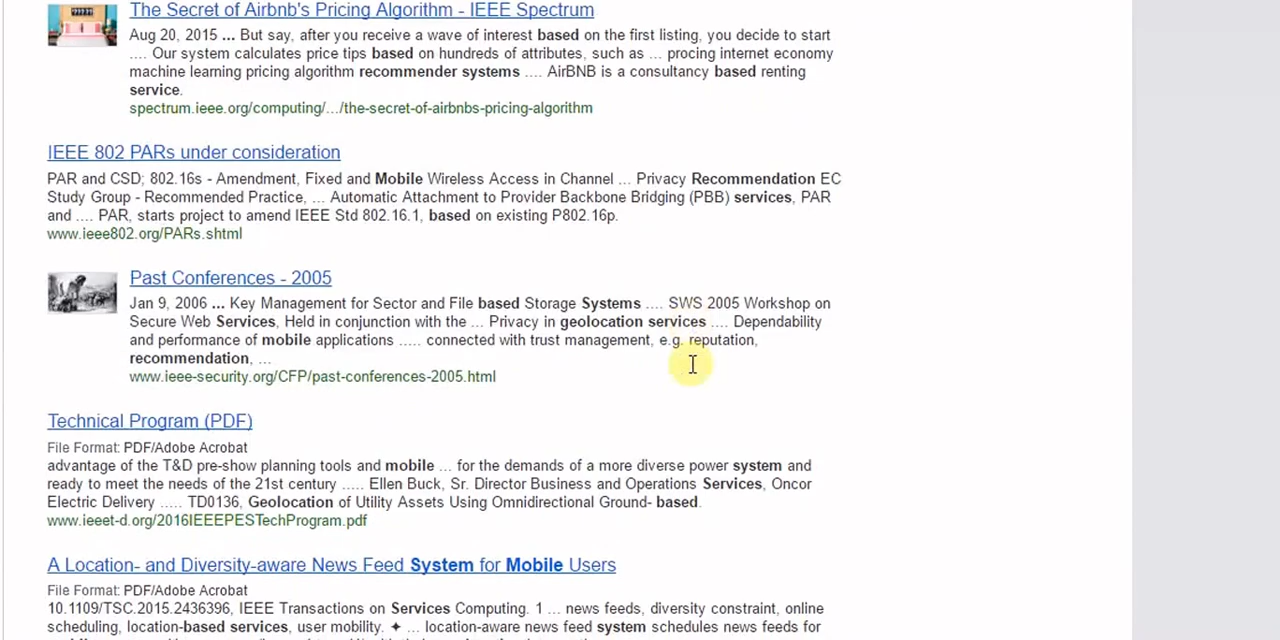 The Secret of Airbnb's Pricing Algorithm - IEEE Spectrum
Aug 20, 2015 ... But say, after you receive a wave of interest based on the first listing, you decide to start
.... Our system calculates price tips based on hundreds of attributes, such as ... procing internet economy
machine learning pricing algorithm recommender systems .... AirBNB is a consultancy based renting
service.
spectrum.ieee.org/computing/.../the-secret-of-airbnbs-pricing-algorithm
IEEE 802 PARs under consideration
PAR and CSD; 802.16s - Amendment, Fixed and Mobile Wireless Access in Channel ... Privacy Recommendation EC
Study Group - Recommended Practice, ... Automatic Attachment to Provider Backbone Bridging (PBB) services, PAR
and .... PAR, starts project to amend IEEE Std 802.16.1, based on existing P802.16p.
www.ieee802.org/PARs.shtml
Past Conferences - 2005
Jan 9, 2006 ... Key Management for Sector and File based Storage Systems .... SWS 2005 Workshop on
Secure Web Services, Held in conjunction with the ... Privacy in geolocation services .... Dependability
and performance of mobile applications ..... connected with trust management, e.g. reputation,
recommendation, ...
www.ieee-security.org/CFP/past-conferences-2005.html
Technical Program (PDF)
File Format: PDF/Adobe Acrobat
advantage of the T&D pre-show planning tools and mobile ... for the demands of a more diverse power system and
ready to meet the needs of the 21st century ..... Ellen Buck, Sr. Director Business and Operations Services, Oncor
Electric Delivery ..... TD0136, Geolocation of Utility Assets Using Omnidirectional Ground- based.
www.ieeet-d.org/2016IEEEPESTechProgram.pdf
A Location- and Diversity-aware News Feed System for Mobile Users
File Format: PDF/Adobe Acrobat
10.1109/TSC.2015.2436396, IEEE Transactions on Services Computing. 1 ... news feeds, diversity constraint, online
scheduling, location-based services, user mobility. ✦ ... location-aware news feed system schedules news feeds for